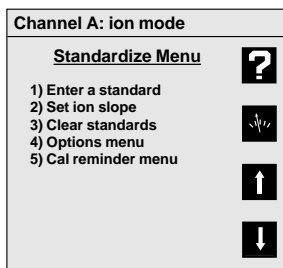 Channel A: ion mode
Standardize Menu
1) Enter a standard
2) Set ion slope
3) Clear standards
4) Options menu
5) Cal reminder menu
?